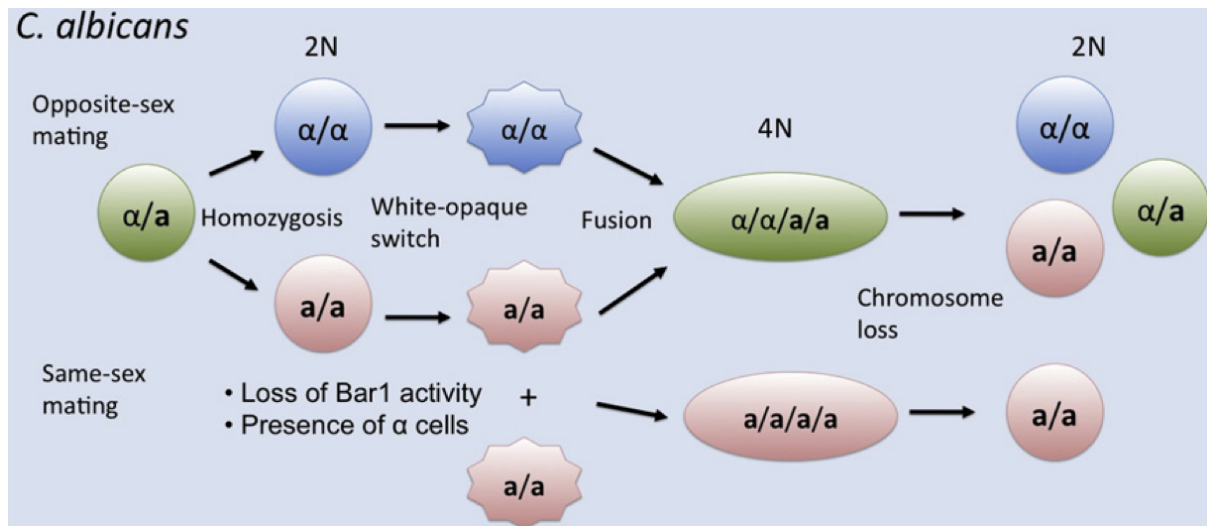 C. albicans
2N
2N
Opposite-sex
mating
α/α
α/α
4N
α/α
α/a
Homozygosis
White-opaque
switch
Fusion
α/α/a/a
α/a
a/a
a/a
a/a
Chromosome
loss
Same-sex
mating
• Loss of Bar1 activity
• Presence of α cells
+
a/a/a/a
a/a
a/a